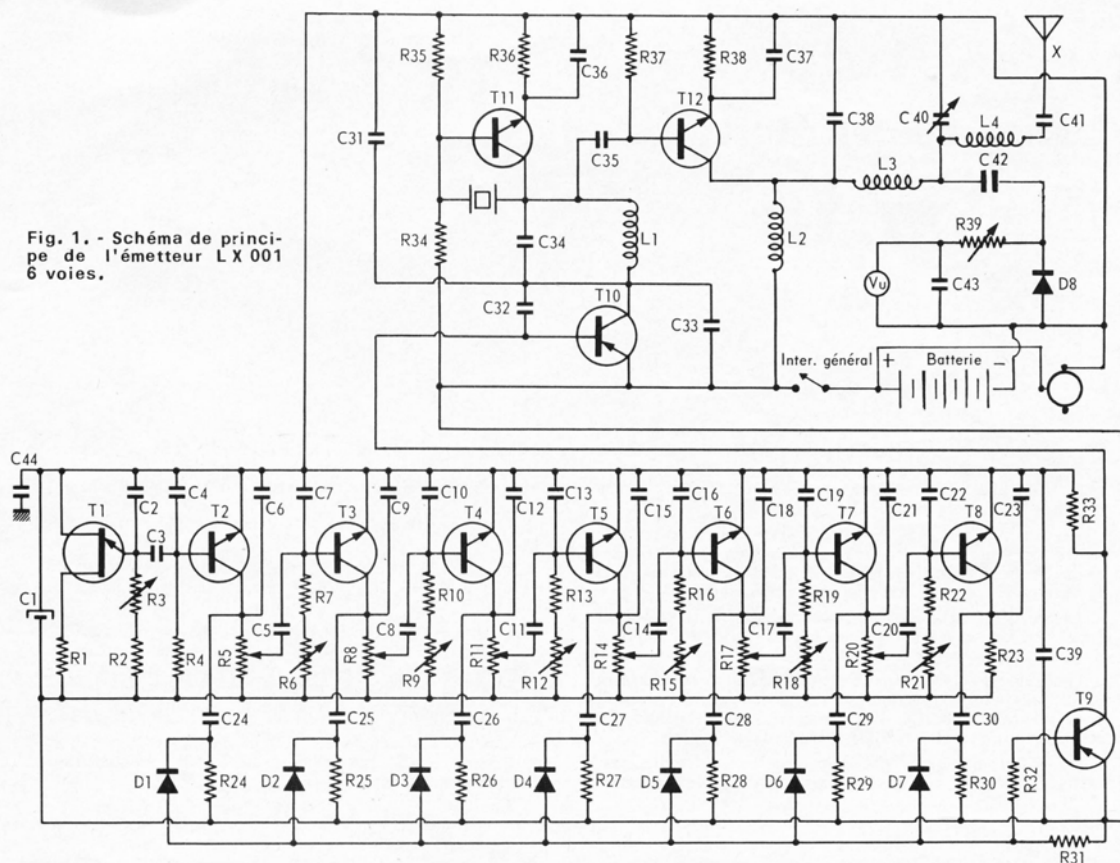 R35
R36
C36
R37
R38
C37
X
T11
T12
C31
C38
C40
L4
C41
C35
L3
C42
Fig. 1. - Schéma de princi-
pe de l'émetteur LX 001
6 voies.
R34
C34
L1
L2
R39
C32
T10
C33
Vu
C43
D8
Inter. général + Batterie -
C44
T1
C2
C4
T2
C6
C7
T3
C9
C10
T4
C12
C13
T5
C15
C16
T6
C18
C19
T7
C21
C22
T8
C23
R33
C3
C1
R3
R1
R2
R4
R5
C5
R7
R6
R8
C8
R10
R9
R11
C11
R13
R12
R14
C14
R16
R15
R17
C17
R19
R18
R20
C20
R22
R21
R23
C39
T9
C24
C25
C26
C27
C28
C29
C30
D1
R24
D2
R25
D3
R26
D4
R27
D5
R28
D6
R29
D7
R30
R32
R31